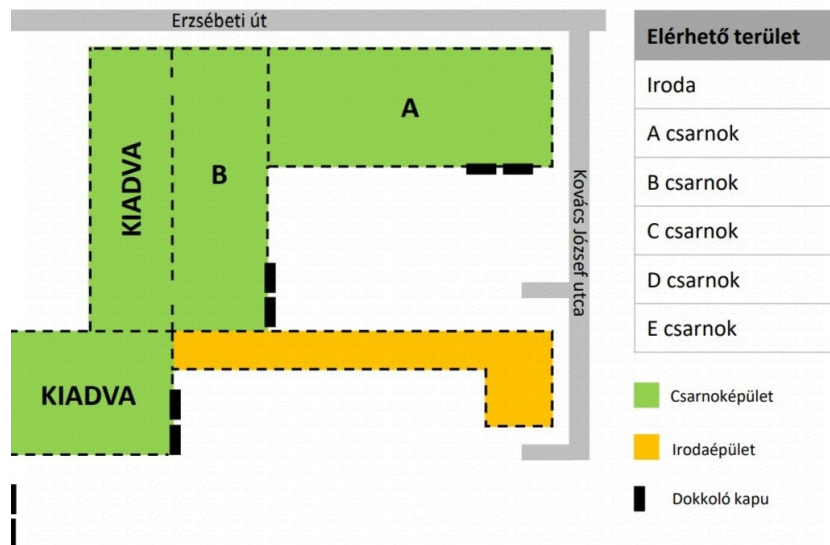 Erzsébeti út
A
KIADVA
B
Kovács József utca
KIADVA
Elérhető terület
Iroda
A csarnok
B csarnok
C csarnok
D csarnok
E csarnok
Csarnoképület
Irodaépület
Dokkoló kapu